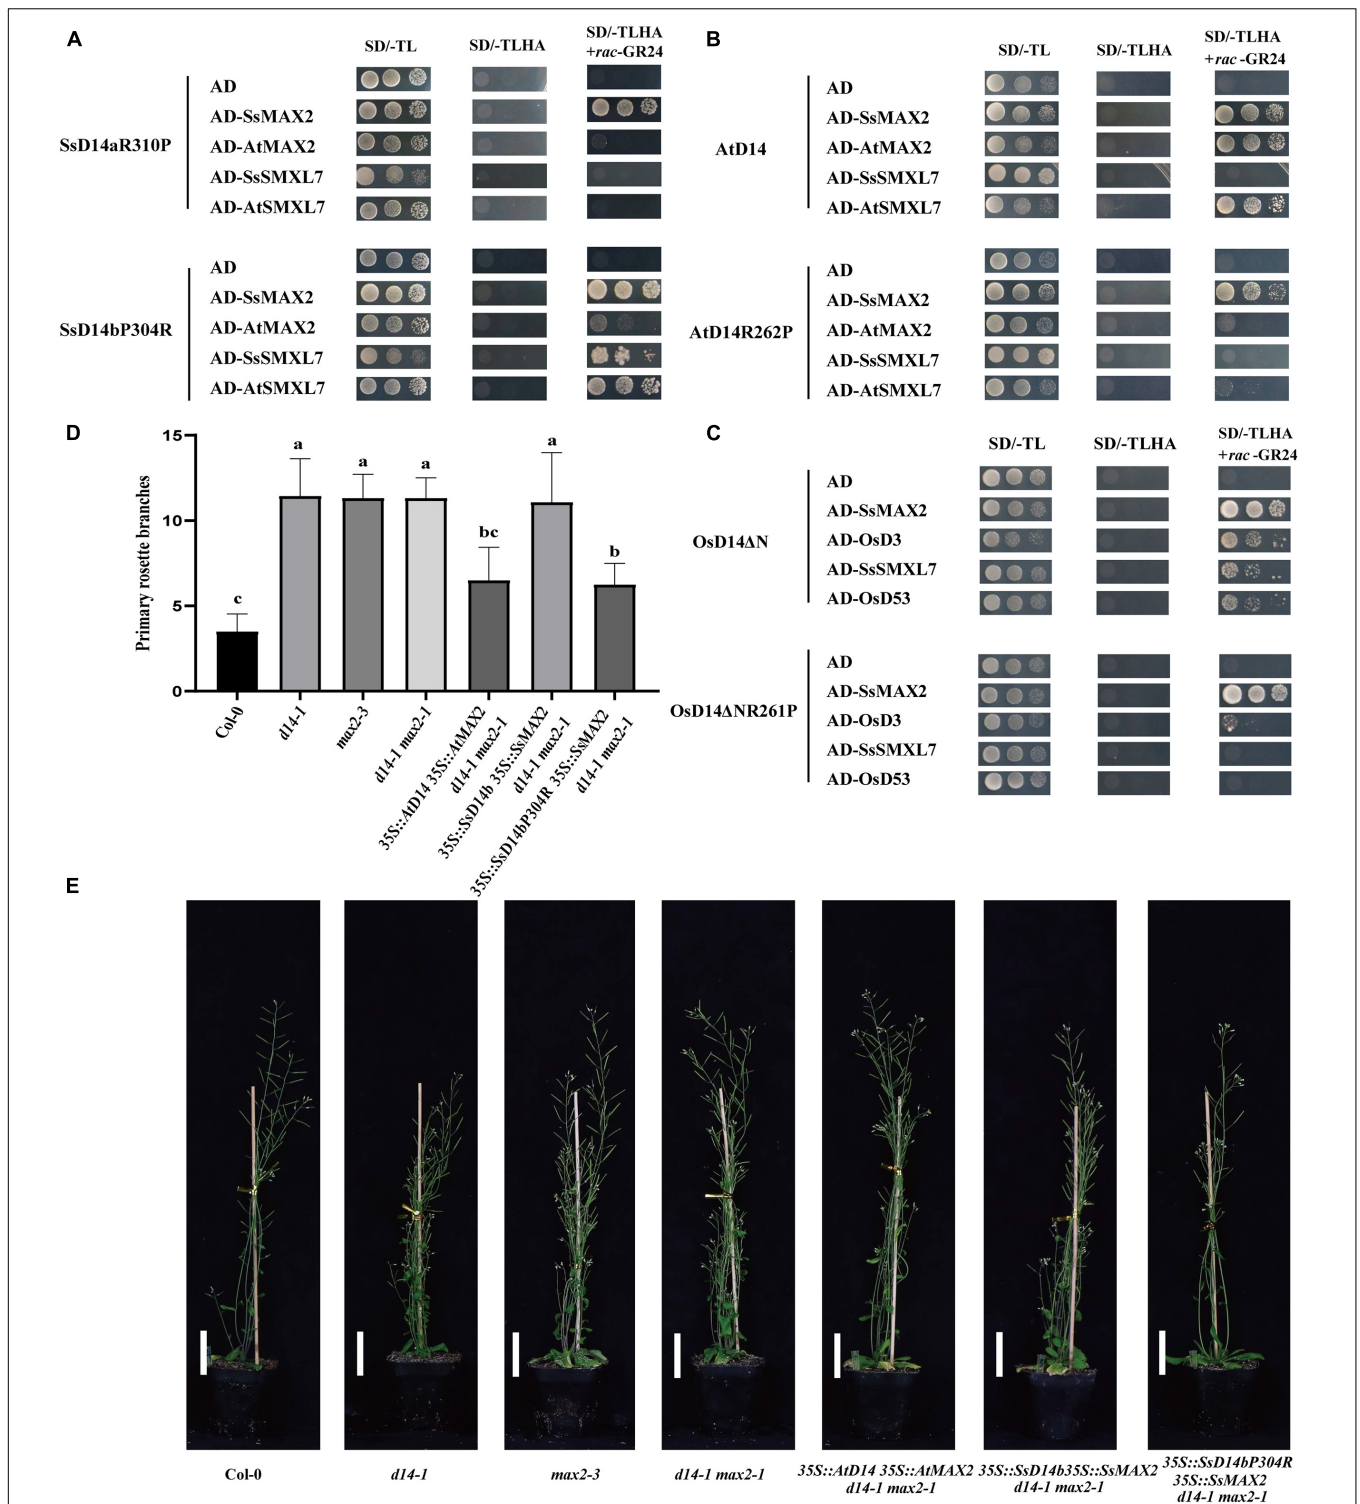 A
SD/-TL
SD/-TLHA
SD/-TLHA
+rac-GR24
SsD14aR310P
AD
AD-SsMAX2
AD-AtMAX2
AD-SsSMXL7
AD-AtSMXL7
SsD14bP304R
AD
AD-SsMAX2
AD-AtMAX2
AD-SsSMXL7
AD-AtSMXL7
B
SD/-TL
SD/-TLHA
SD/-TLHA
+rac -GR24
AtD14
AD
AD-SsMAX2
AD-AtMAX2
AD-SsSMXL7
AD-AtSMXL7
AtD14R262P
AD
AD-SsMAX2
AD-AtMAX2
AD-SsSMXL7
AD-AtSMXL7
D
Primary rosette branches
15
10
5
0
c
a
a
a
bc
a
b
Col-0
d14-1
max2-3
d14-1 max2-1
35S::AtD14 35S::AtMAX2
d14-1 max2-1
35S::SsD14b 35S::SsMAX2
d14-1 max2-1
35S::SsD14bP304R 35S::SsMAX2
d14-1 max2-1
C
SD/-TL
SD/-TLHA
SD/-TLHA
+rac -GR24
OsD14ΔN
AD
AD-SsMAX2
AD-OsD3
AD-SsSMXL7
AD-OsD53
OsD14ΔNR261P
AD
AD-SsMAX2
AD-OsD3
AD-SsSMXL7
AD-OsD53
E
Col-0
d14-1
max2-3
d14-1 max2-1
35S::AtD14 35S::AtMAX2
d14-1 max2-1
35S::SsD14b35S::SsMAX2
d14-1 max2-1
35S::SsD14bP304R
35S::SsMAX2
d14-1 max2-1